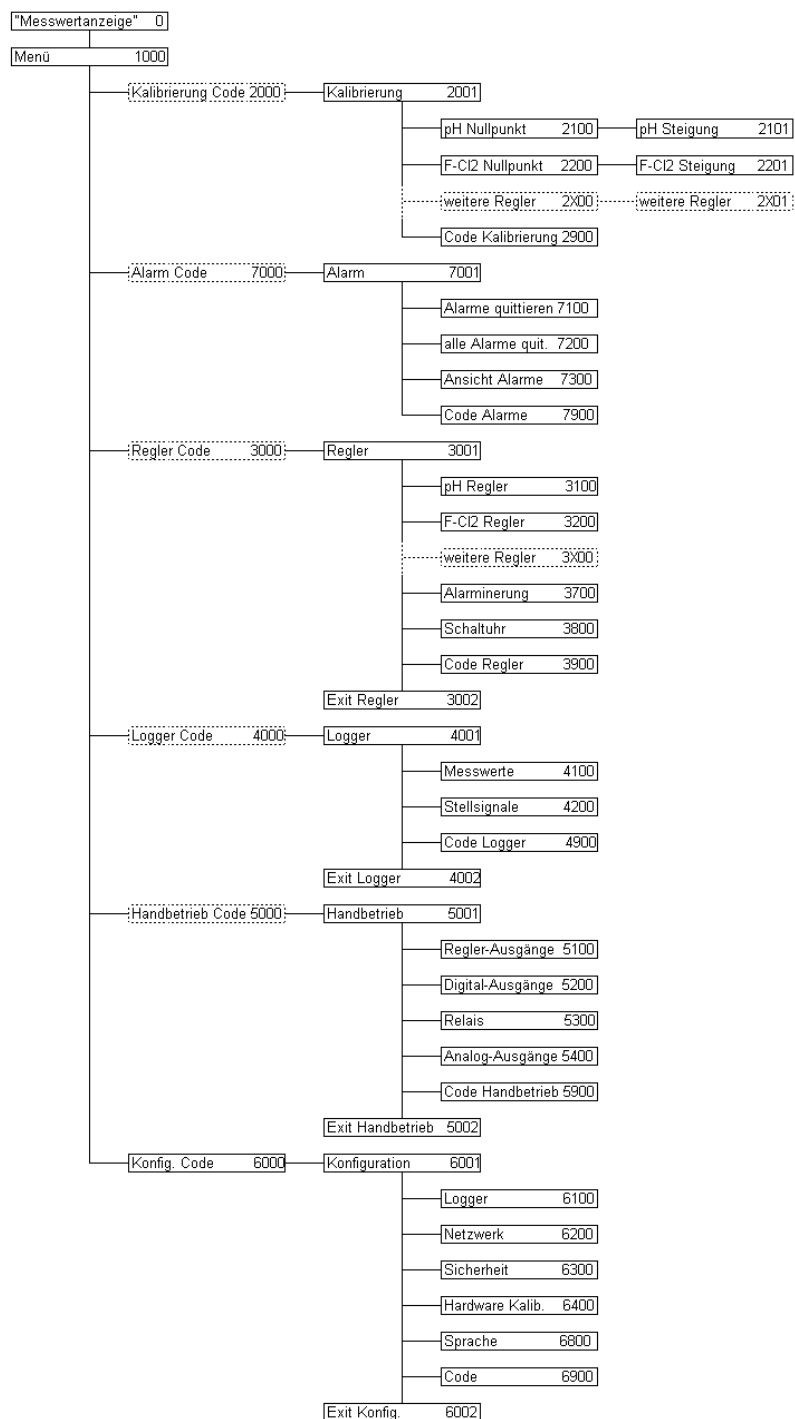 "Messwertanzeige" 0
Menü 1000
Kalibrierung Code 2000 Kalibrierung 2001
pH Nullpunkt 2100 pH Steigung 2101
F-Cl2 Nullpunkt 2200 F-Cl2 Steigung 2201
weitere Regler 2X00 weitere Regler 2X01
Code Kalibrierung 2900
Alarm Code 7000 Alarm 7001
Alarme quittieren 7100
alle Alarme quit. 7200
Ansicht Alarme 7300
Code Alarme 7900
Regler Code 3000 Regler 3001
pH Regler 3100
F-Cl2 Regler 3200
weitere Regler 3X00
Alarminerung 3700
Schaltuhr 3800
Code Regler 3900
Exit Regler 3002
Logger Code 4000 Logger 4001
Messwerte 4100
Stellsignale 4200
Code Logger 4900
Exit Logger 4002
Handbetrieb Code 5000 Handbetrieb 5001
Regler-Ausgänge 5100
Digital-Ausgänge 5200
Relais 5300
Analog-Ausgänge 5400
Code Handbetrieb 5900
Exit Handbetrieb 5002
Konfig. Code 6000 Konfiguration 6001
Logger 6100
Netzwerk 6200
Sicherheit 6300
Hardware Kalib. 6400
Sprache 6800
Code 6900
Exit Konfig. 6002